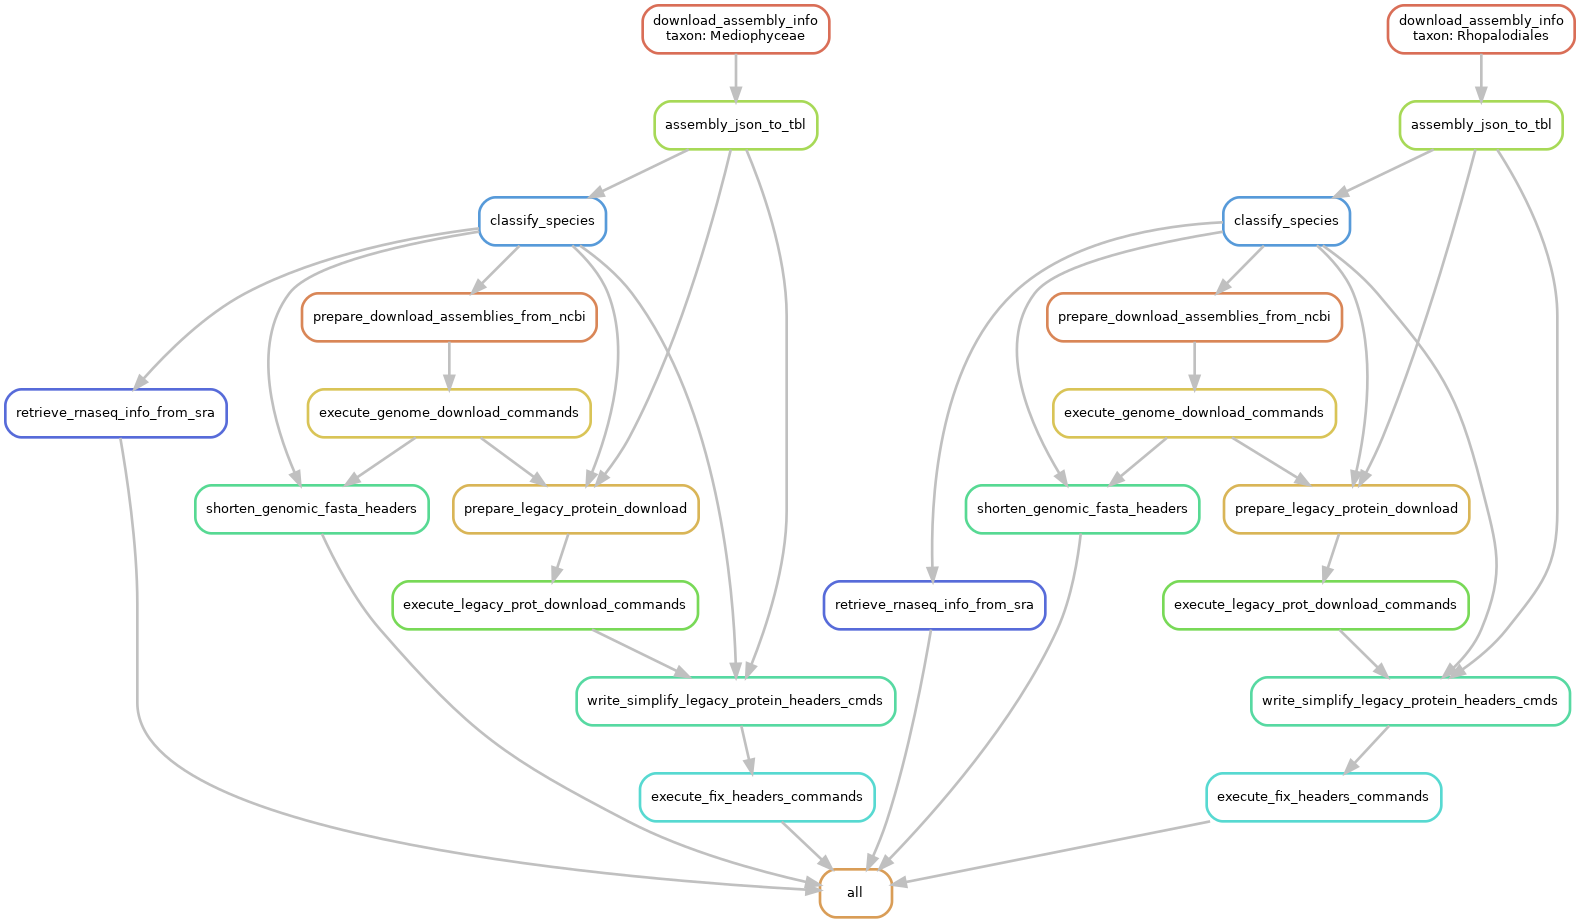 download_assembly_info
taxon: Mediophyceae
download_assembly_info
taxon: Rhopalodiales
assembly_json_to_tbl
assembly_json_to_tbl
classify_species
classify_species
prepare_download_assemblies_from_ncbi
prepare_download_assemblies_from_ncbi
retrieve_rnaseq_info_from_sra
execute_genome_download_commands
execute_genome_download_commands
shorten_genomic_fasta_headers
prepare_legacy_protein_download
shorten_genomic_fasta_headers
prepare_legacy_protein_download
execute_legacy_prot_download_commands
retrieve_rnaseq_info_from_sra
execute_legacy_prot_download_commands
write_simplify_legacy_protein_headers_cmds
write_simplify_legacy_protein_headers_cmds
execute_fix_headers_commands
execute_fix_headers_commands
all